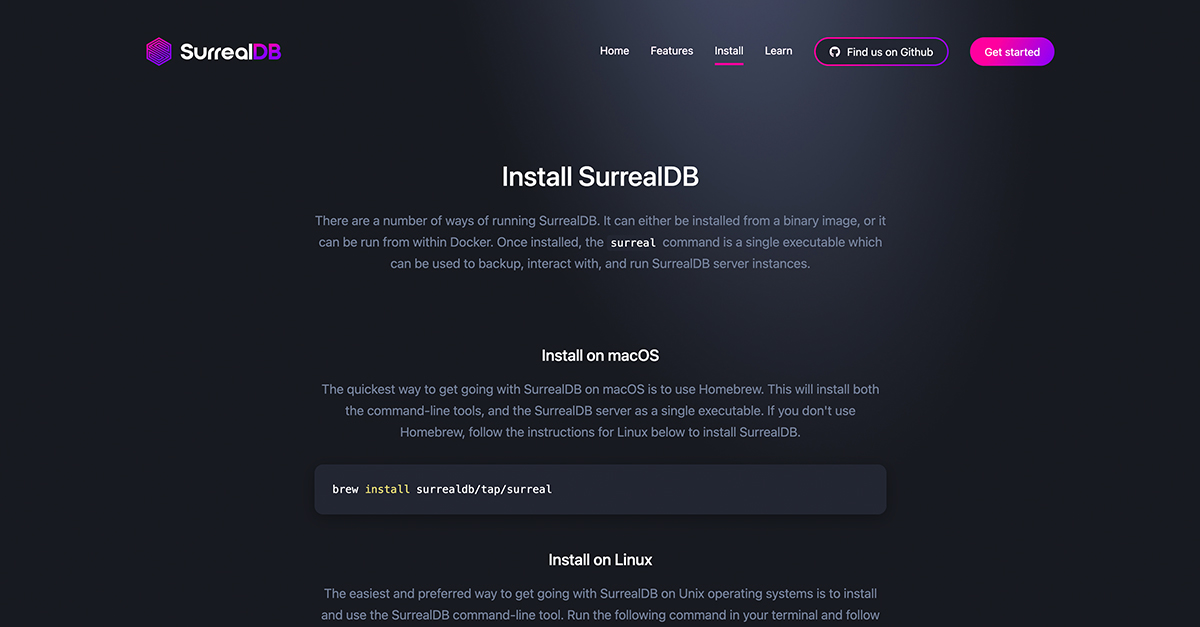 SurrealDB
Home
Features
Install
Learn
Find us on Github
Get started
Install SurrealDB
There are a number of ways of running SurrealDB. It can either be installed from a binary image, or it
can be run from within Docker. Once installed, the surreal command is a single executable which
can be used to backup, interact with, and run SurrealDB server instances.
Install on macOS
The quickest way to get going with SurrealDB on macOS is to use Homebrew. This will install both
the command-line tools, and the SurrealDB server as a single executable. If you don't use
Homebrew, follow the instructions for Linux below to install SurrealDB.
brew install surrealdb/tap/surreal
Install on Linux
The easiest and preferred way to get going with SurrealDB on Unix operating systems is to install
and use the SurrealDB command-line tool. Run the following command in your terminal and follow